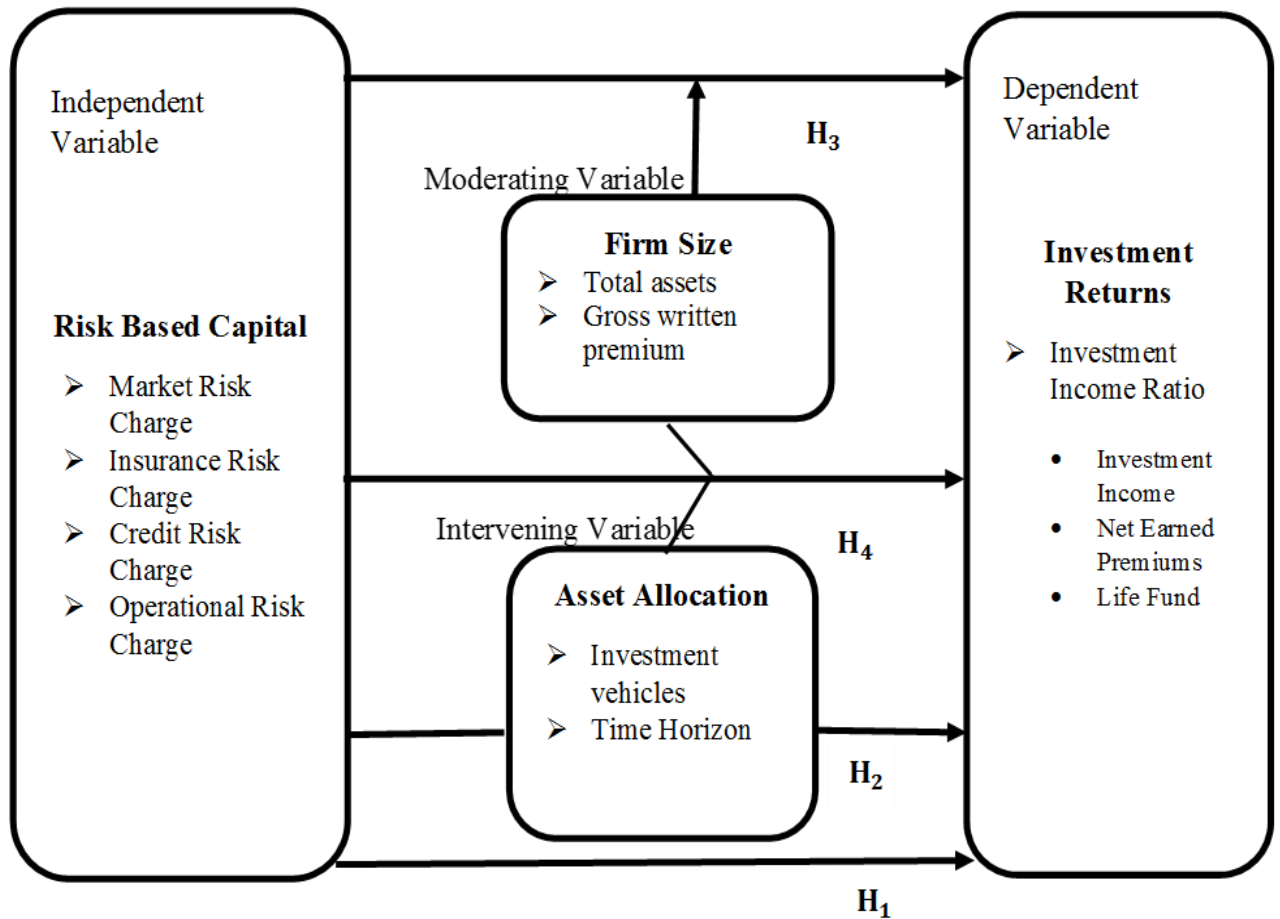 Independent
Variable
Risk Based Capital
➢ Market Risk
Charge
➢ Insurance Risk
Charge
➢ Credit Risk
Charge
➢ Operational Risk
Charge
H₃
Moderating Variable
Firm Size
➢ Total assets
➢ Gross written
premium
Intervening Variable
H₄
Asset Allocation
➢ Investment
vehicles
➢ Time Horizon
H₂
H₁
Dependent
Variable
Investment
Returns
➢ Investment
Income Ratio
• Investment
Income
• Net Earned
Premiums
• Life Fund